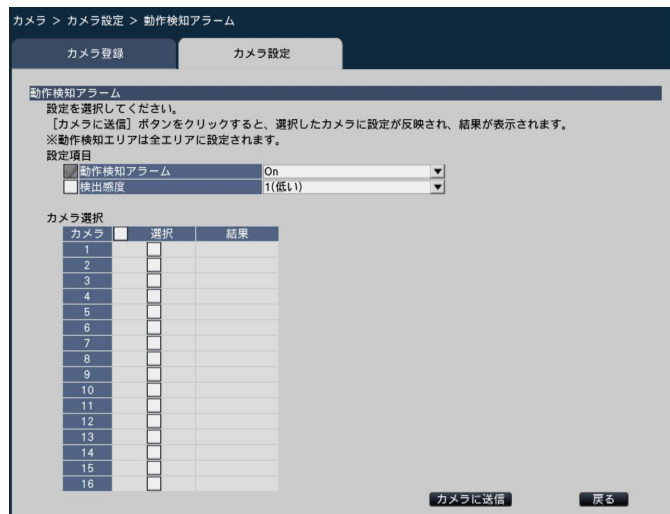 カメラ > カメラ設定 > 動作検知アラーム
カメラ登録 カメラ設定
動作検知アラーム
設定を選択してください。
［カメラに送信］ボタンをクリックすると、選択したカメラに設定が反映され、結果が表示されます。
※動作検知エリアは全エリアに設定されます。
設定項目
動作検知アラーム On
検出感度 1(低い)
カメラ選択
カメラ 選択 結果
1
2
3
4
5
6
7
8
9
10
11
12
13
14
15
16
カメラに送信 戻る